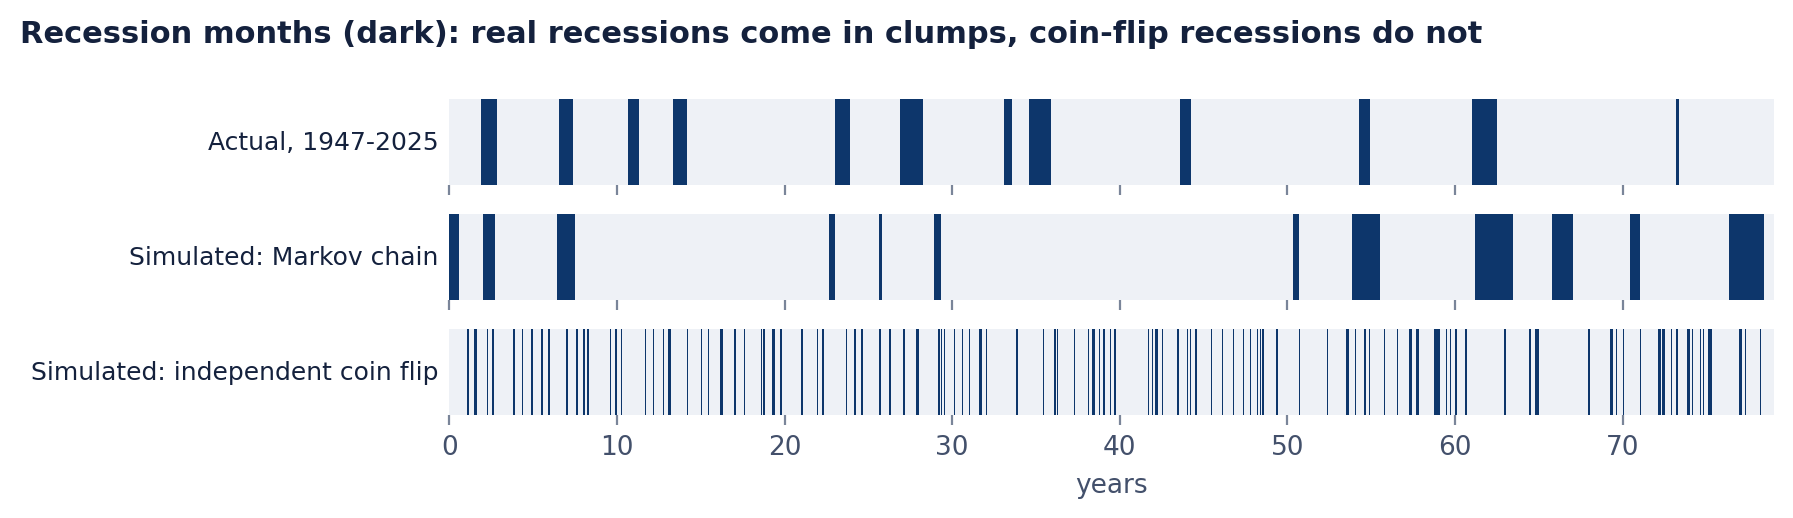 Recession months (dark): real recessions come in clumps, coin-flip recessions do not
Actual, 1947-2025
Simulated: Markov chain
Simulated: independent coin flip
0 10 20 30 40 50 60 70
years